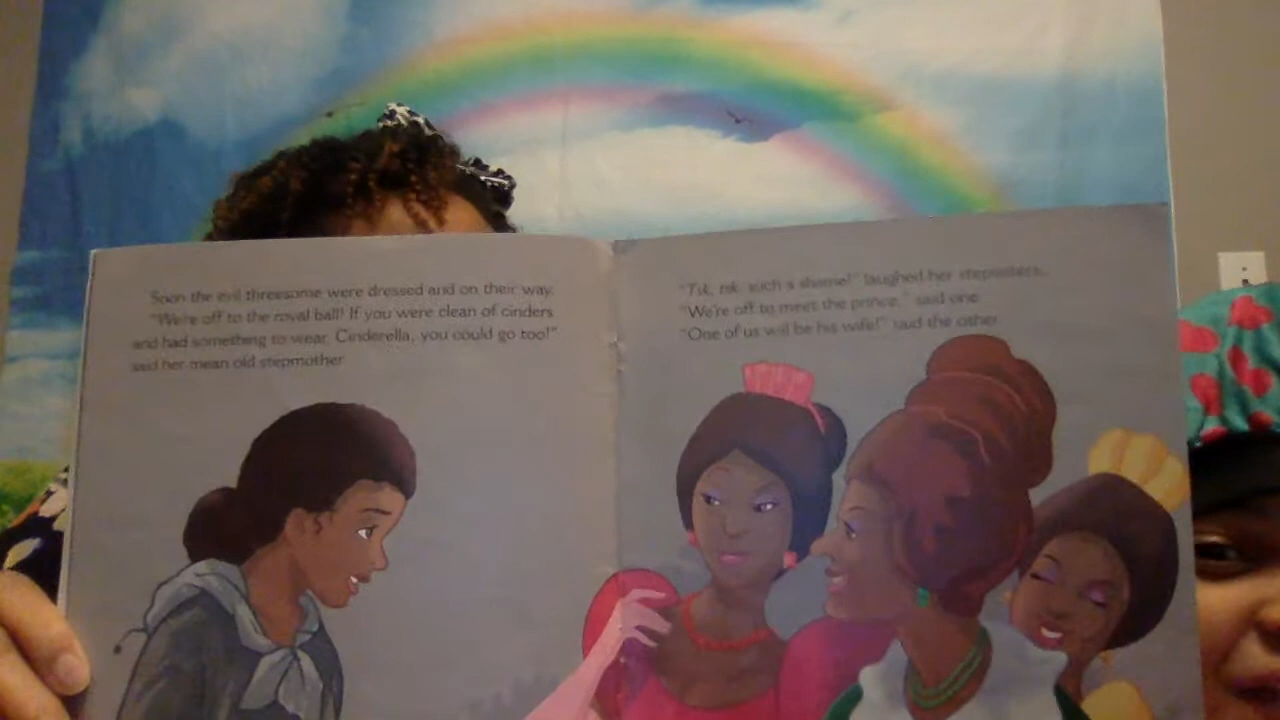 Soon the evil threesome were dressed and on their way.
"We're off to the royal ball! If you were clean of cinders
and had something to wear, Cinderella, you could go too!"
said her mean old stepmother.
"Tsk, tsk, such a shame!" laughed her stepsisters.
"We're off to meet the prince," said one.
"One of us will be his wife!" said the other.